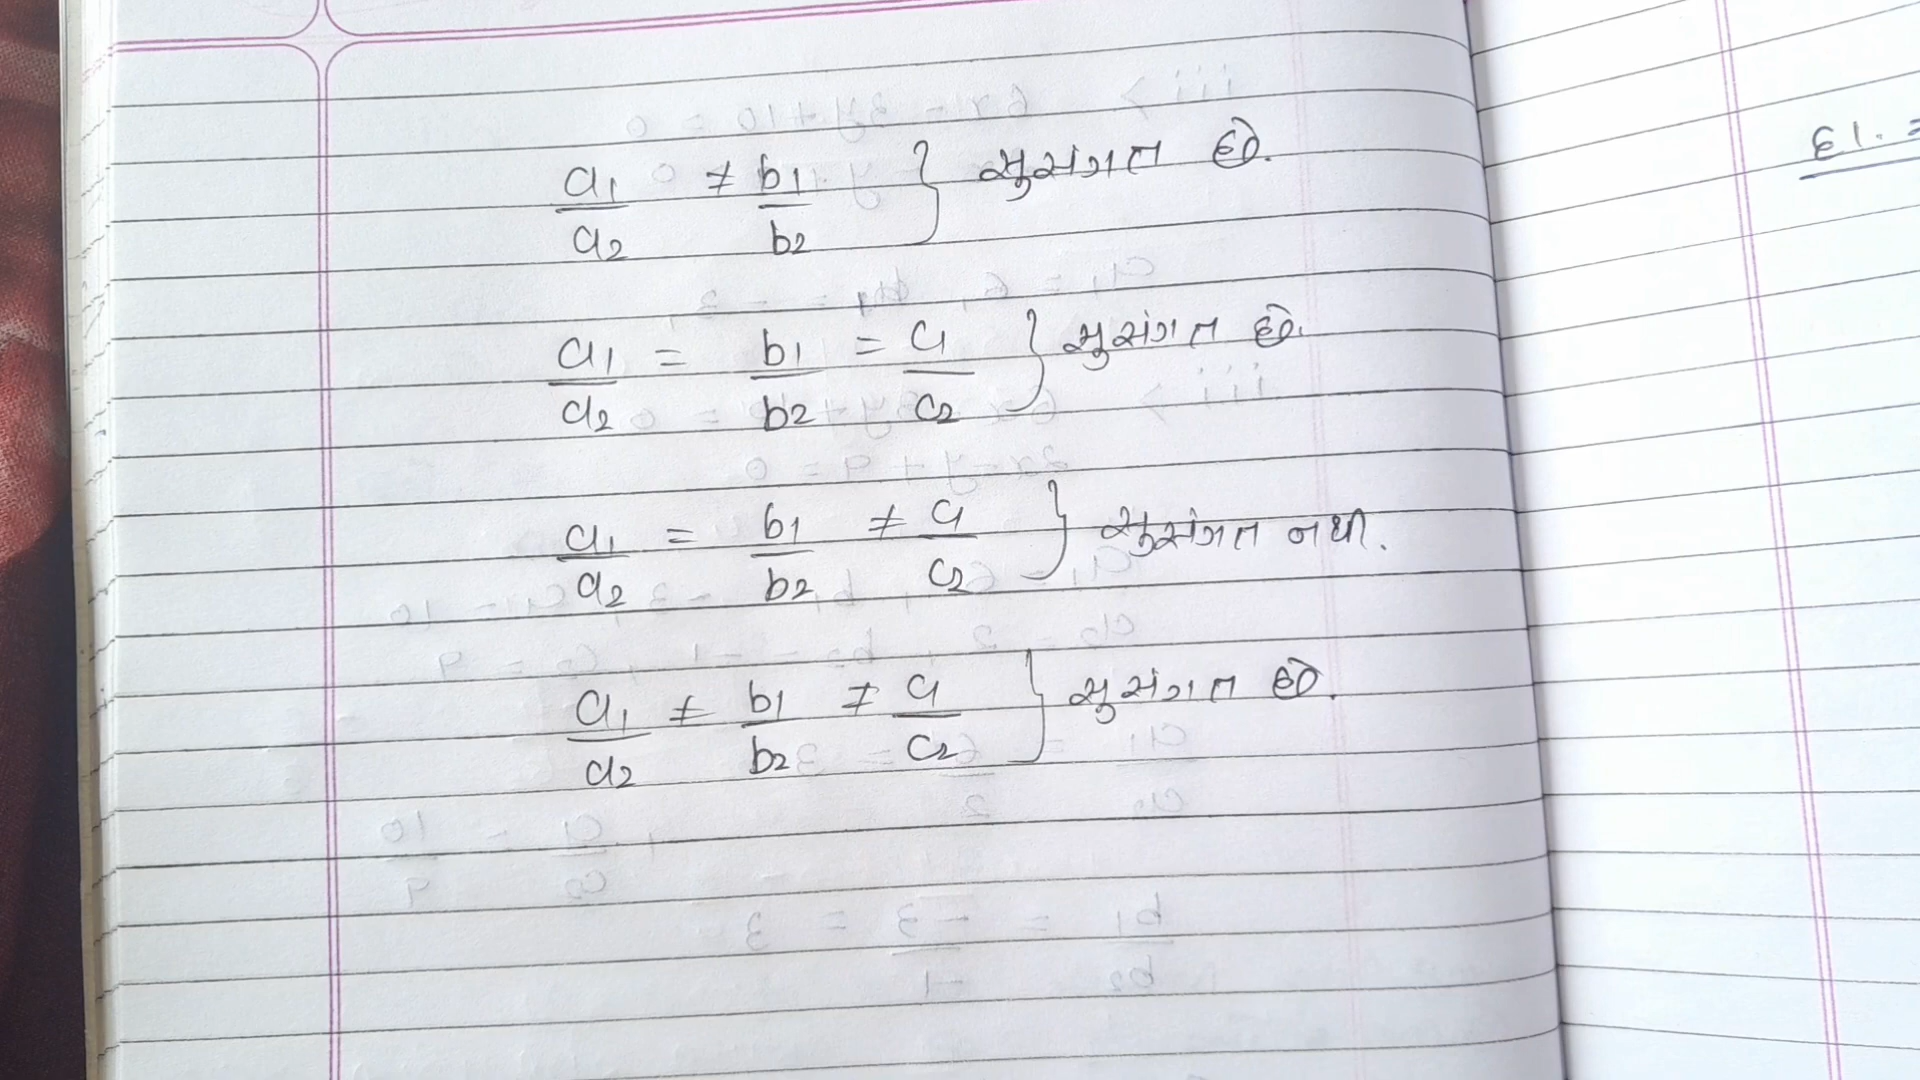 a1/a2 ≠ b1/b2 } સુસંગત છે.
a1/a2 = b1/b2 = c1/c2 } સુસંગત છે.
a1/a2 = b1/b2 ≠ c1/c2 } સુસંગત નથી.
a1/a2 ≠ b1/b2 ≠ c1/c2 } સુસંગત છે.
દા. =